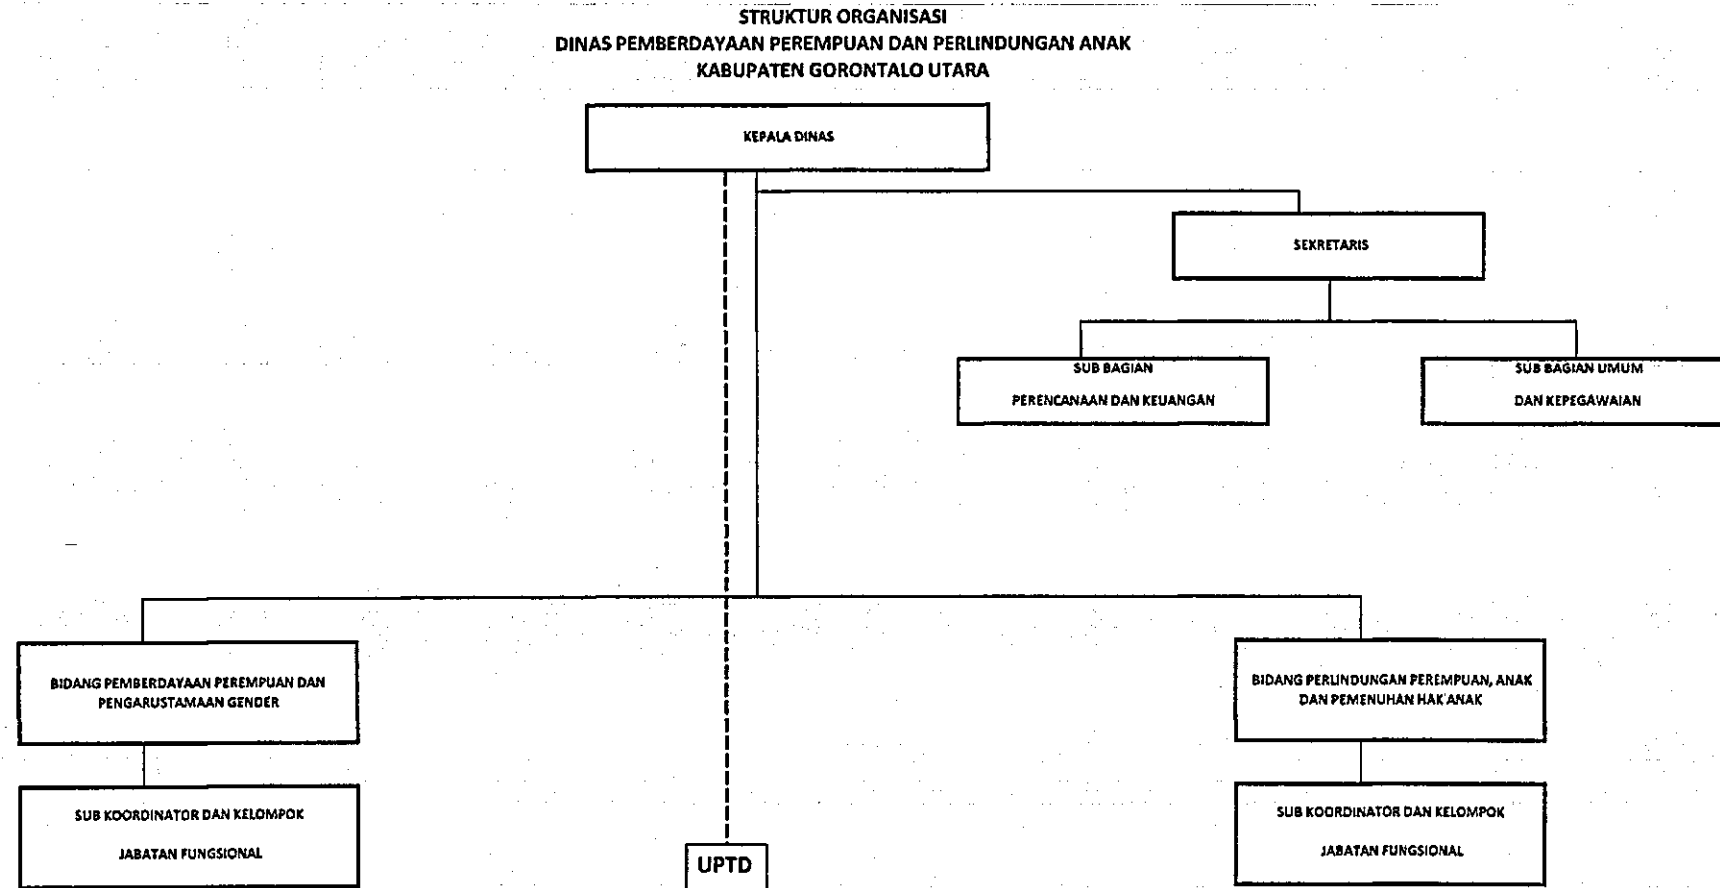 STRUKTUR ORGANISASI
DINAS PEMBERDAYAAN PEREMPUAN DAN PERLINDUNGAN ANAK
KABUPATEN GORONTALO UTARA
KEPALA DINAS
SEKRETARIS
SUB BAGIAN
PERENCANAAN DAN KEUANGAN
SUB BAGIAN UMUM
DAN KEPEGAWAIAN
BIDANG PEMBERDAYAAN PEREMPUAN DAN
PENGARUSTAMAAN GENDER
BIDANG PERLINDUNGAN PEREMPUAN, ANAK
DAN PEMENUHAN HAK ANAK
SUB KOORDINATOR DAN KELOMPOK
JABATAN FUNGSIONAL
SUB KOORDINATOR DAN KELOMPOK
JABATAN FUNGSIONAL
UPTD